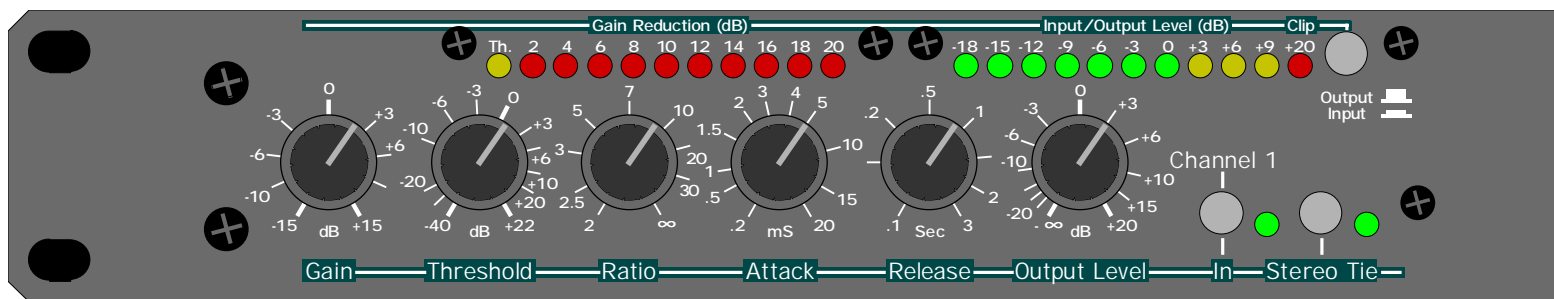 Gain Reduction (dB) Input/Output Level (dB) Clip
Th. 2 4 6 8 10 12 14 16 18 20 -18 -15 -12 -9 -6 -3 0 +3 +6 +9 +20
Output
Input
-15 -10 -6 -3 0 +3 +6 +15
dB
-40 -20 -10 -6 -3 0 +3 +6 +10 +20 +22
dB
2 2.5 3 5 7 10 20 30 ∞
.2 .5 1 1.5 2 3 4 5 10 15 20
mS
.1 .2 .5 1 2 3
Sec
- ∞ -20 -10 -6 -3 0 +3 +6 +10 +15 +20
dB
Channel 1
Gain Threshold Ratio Attack Release Output Level In Stereo Tie